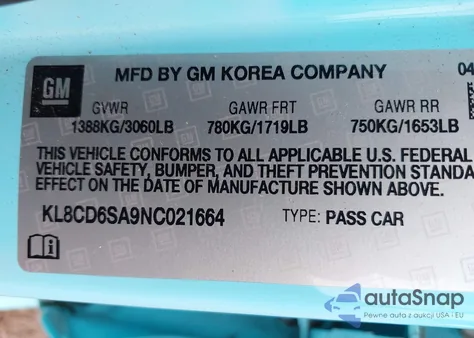 GM
MFD BY GM KOREA COMPANY
04
GVWR GAWR FRT GAWR RR
1388KG/3060LB 780KG/1719LB 750KG/1653LB
THIS VEHICLE CONFORMS TO ALL APPLICABLE U.S. FEDERAL
VEHICLE SAFETY, BUMPER, AND THEFT PREVENTION STANDA
EFFECT ON THE DATE OF MANUFACTURE SHOWN ABOVE.
KL8CD6SA9NC021664 TYPE: PASS CAR
autoSnap
Pewne auta z aukcji USA i EU